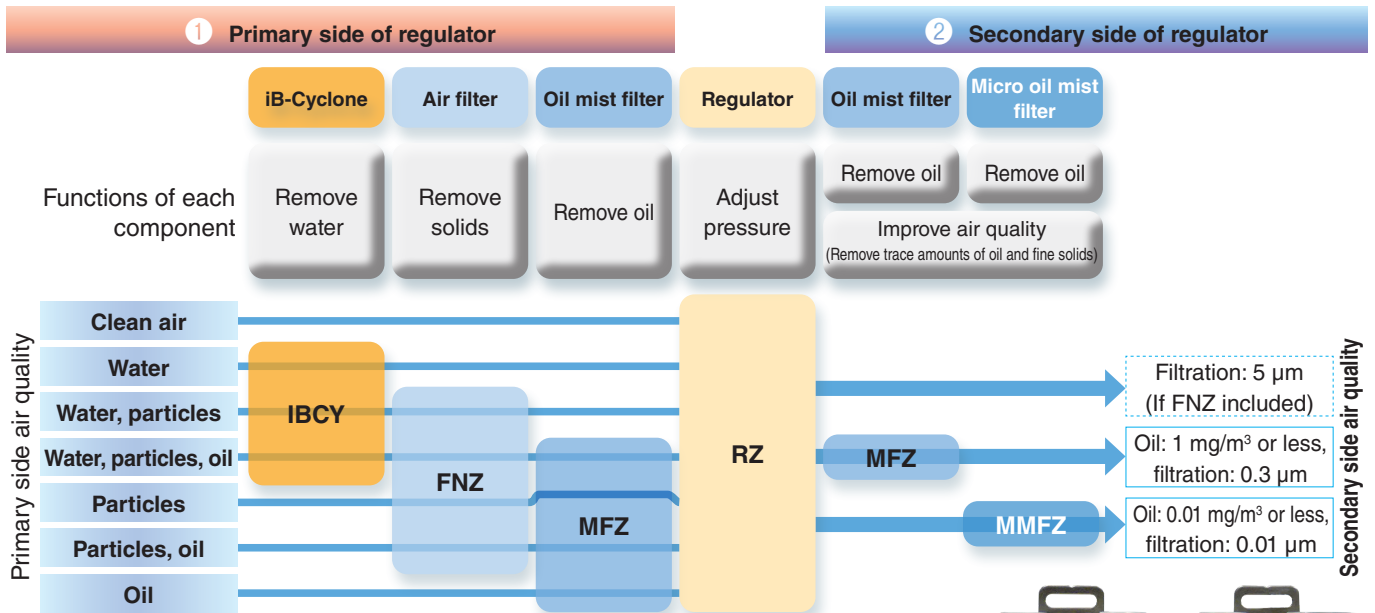 1 Primary side of regulator
2 Secondary side of regulator
iB-Cyclone
Air filter
Oil mist filter
Regulator
Oil mist filter
Micro oil mist
filter
Functions of each
component
Remove
water
Remove
solids
Remove oil
Adjust
pressure
Remove oil
Remove oil
Improve air quality
(Remove trace amounts of oil and fine solids)
Primary side air quality
Clean air
Water
Water, particles
Water, particles, oil
Particles
Particles, oil
Oil
IBCY
FNZ
MFZ
RZ
MFZ
MMFZ
Filtration: 5 µm
(If FNZ included)
Oil: 1 mg/m³ or less,
filtration: 0.3 µm
Oil: 0.01 mg/m³ or less,
filtration: 0.01 µm
Secondary side air quality